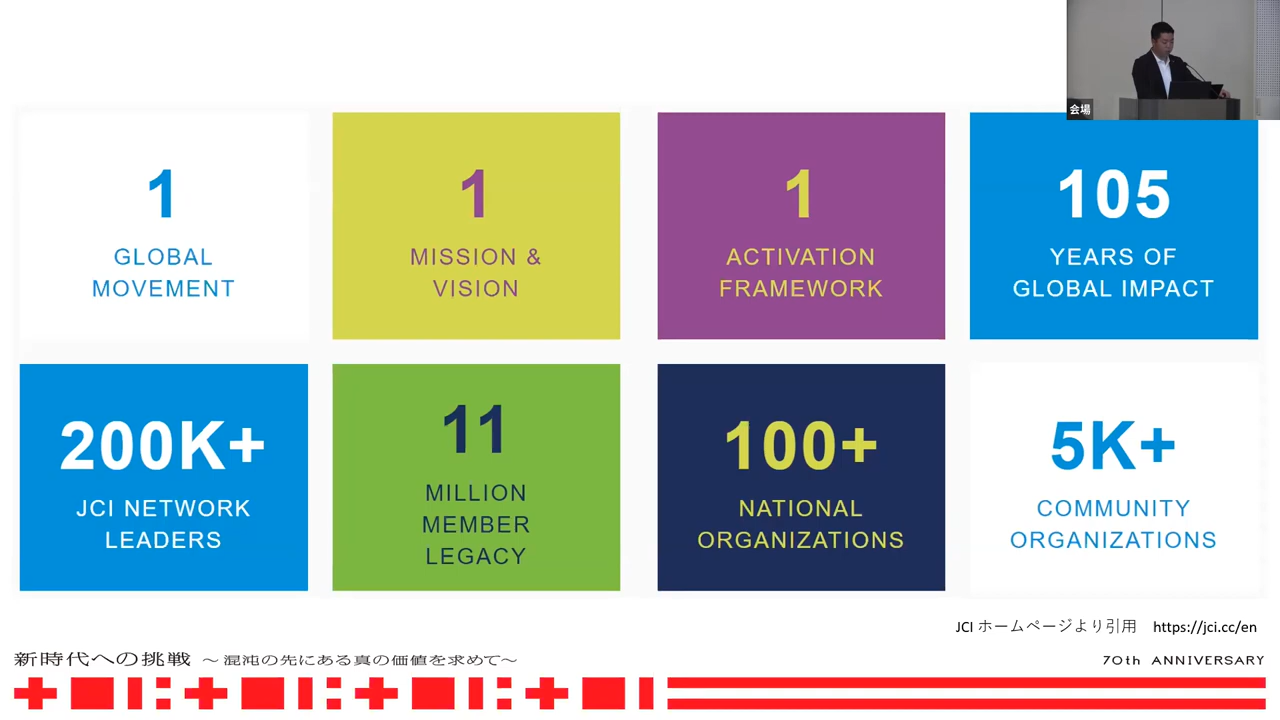 会場
1
GLOBAL
MOVEMENT
1
MISSION &
VISION
1
ACTIVATION
FRAMEWORK
105
YEARS OF
GLOBAL IMPACT
200K+
JCI NETWORK
LEADERS
11
MILLION
MEMBER
LEGACY
100+
NATIONAL
ORGANIZATIONS
5K+
COMMUNITY
ORGANIZATIONS
JCI ホームページより引用 https://jci.cc/en
新時代への挑戦 ~ 混沌の先にある真の価値を求めて~
70th ANNIVERSARY